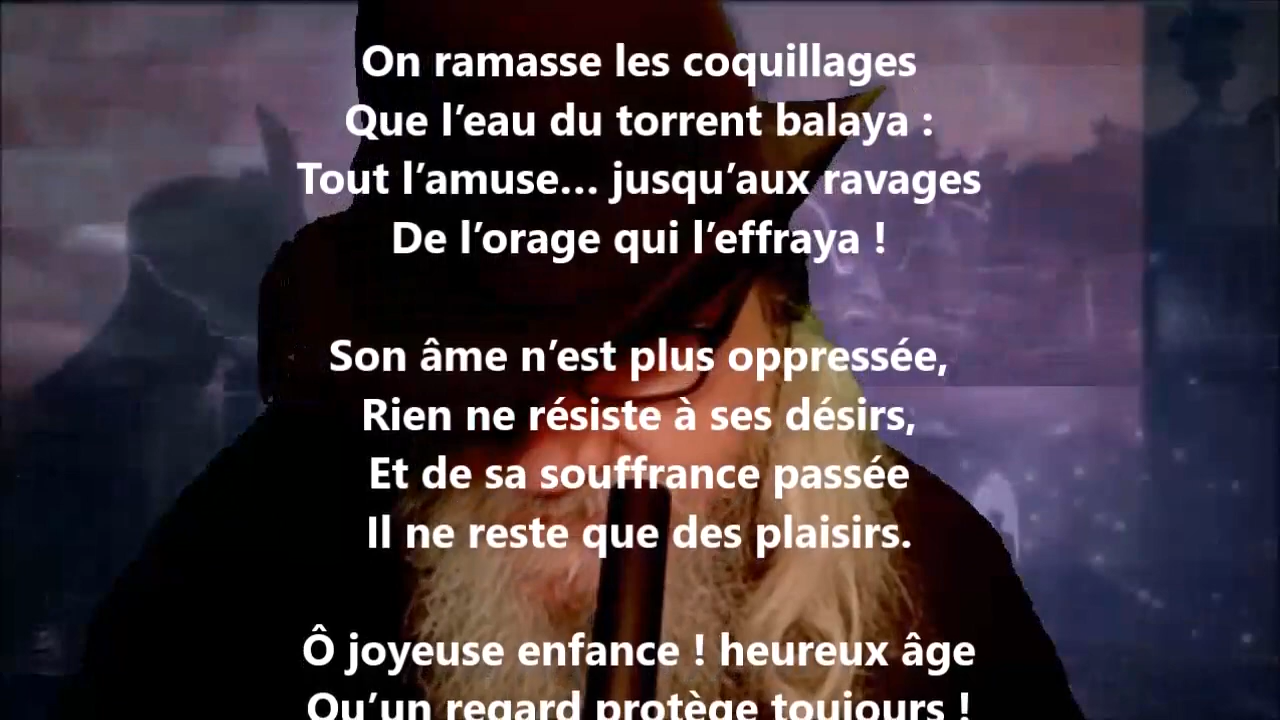 On ramasse les coquillages
Que l’eau du torrent balaya :
Tout l’amuse… jusqu’aux ravages
De l’orage qui l’effraya !
Son âme n’est plus oppressée,
Rien ne résiste à ses désirs,
Et de sa souffrance passée
Il ne reste que des plaisirs.
Ô joyeuse enfance ! heureux âge
Qu’un regard protège toujours !